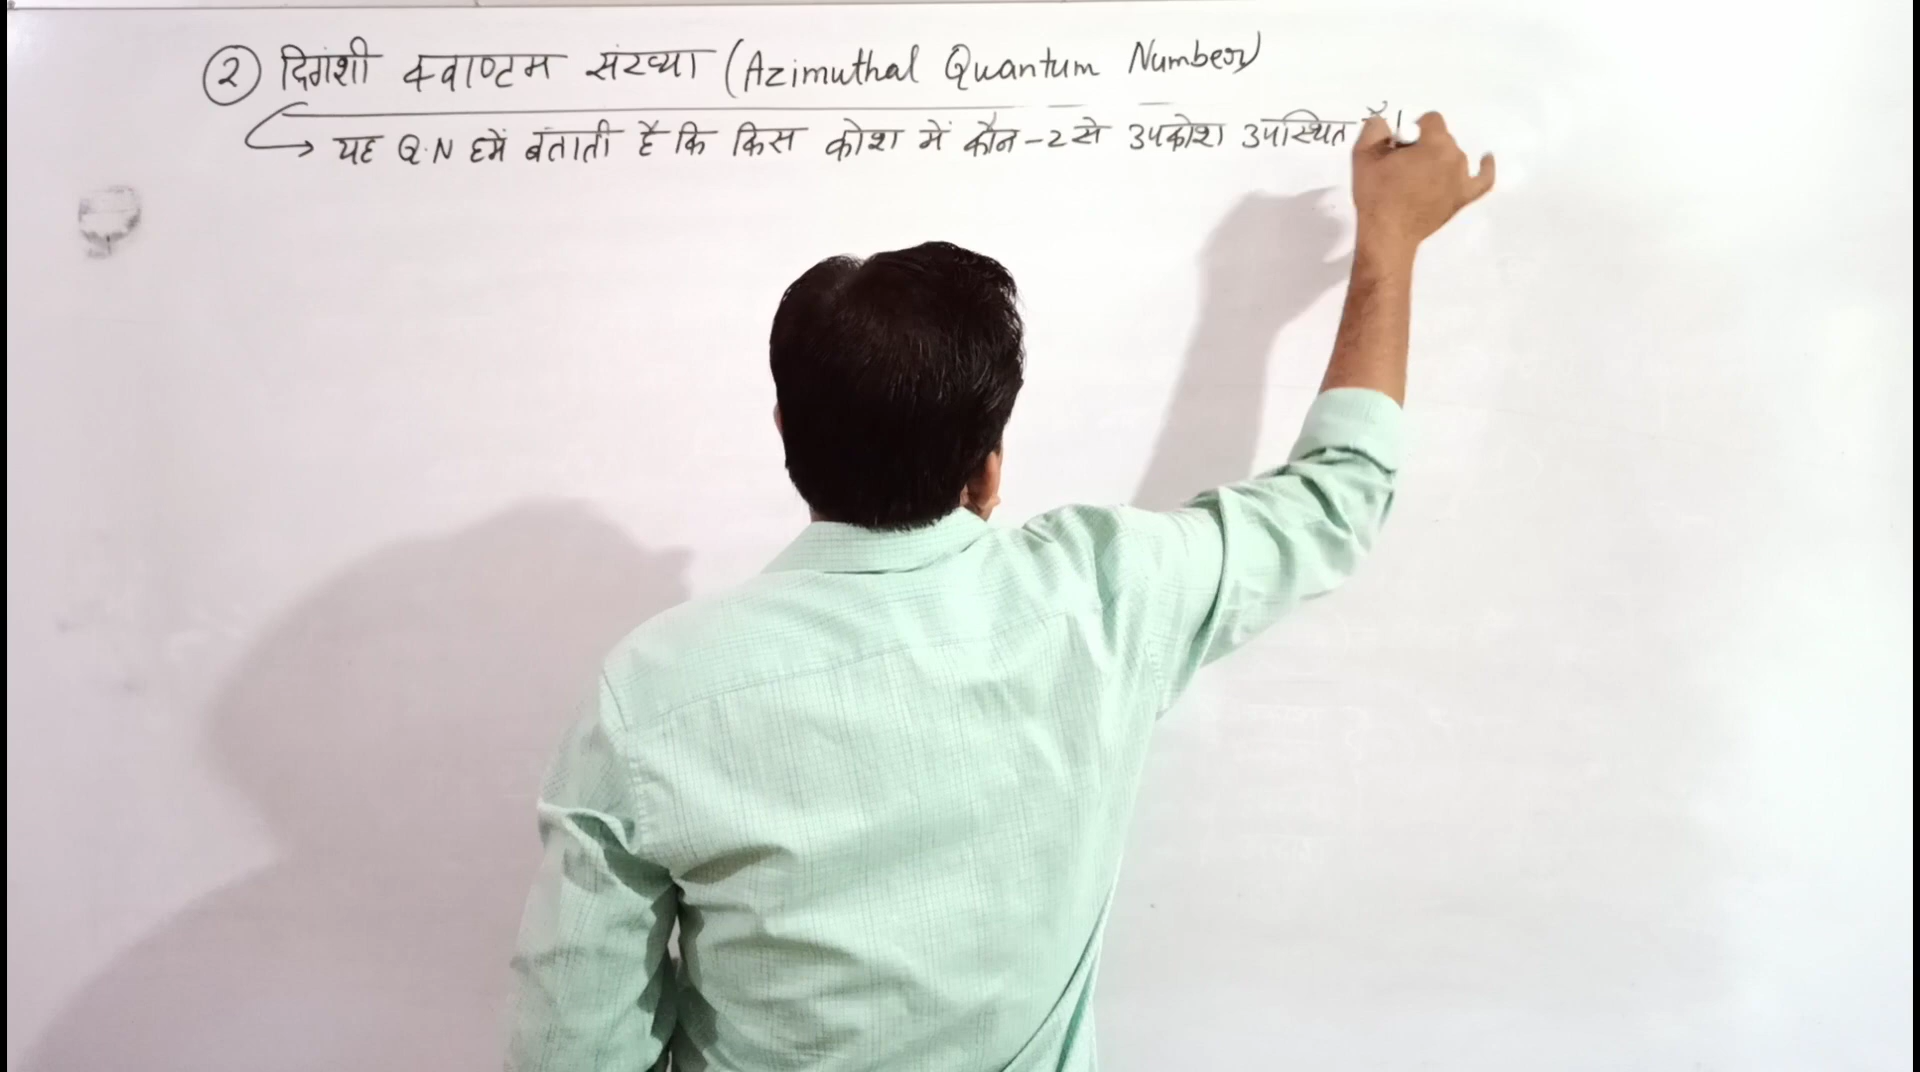 ② दिगंशी क्वाण्टम संख्या (Azimuthal Quantum Number)
→ यह Q.N हमें बताती है कि किस कोश में कौन-2 से उपकोश उपस्थित हैं।